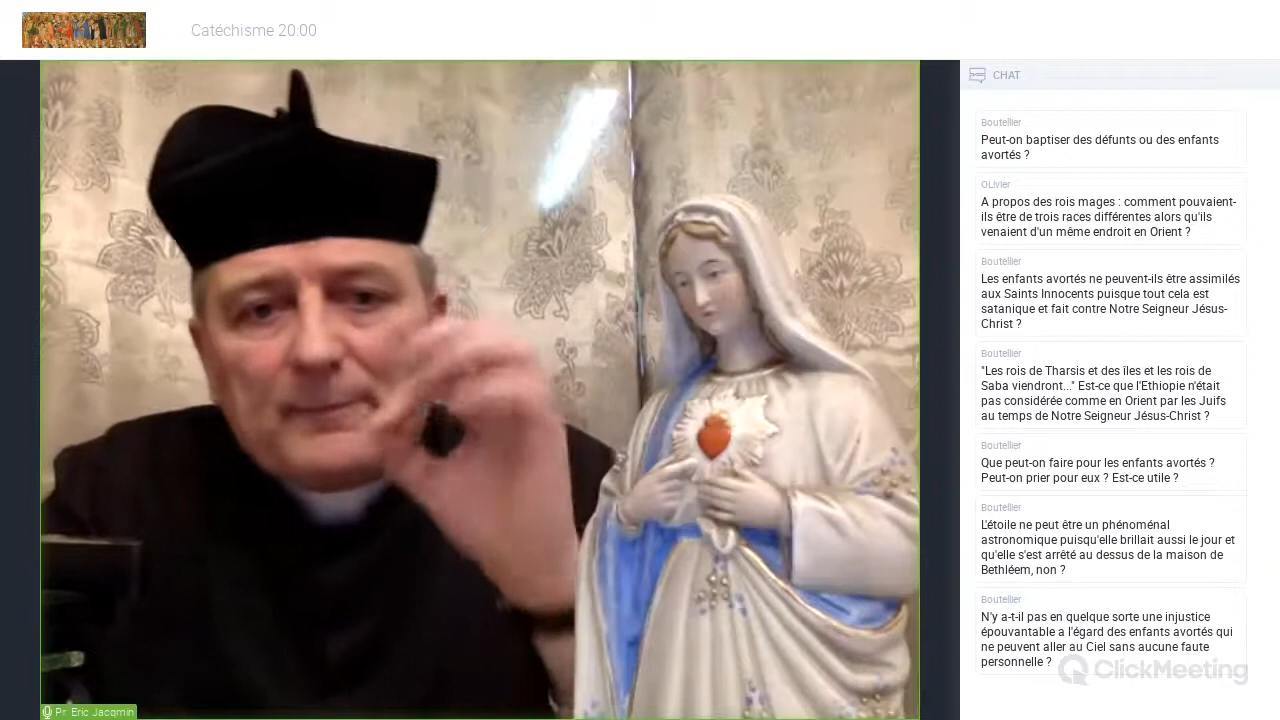 Catéchisme 20:00
CHAT
Boutellier
Peut-on baptiser des défunts ou des enfants
avortés ?
OLivier
A propos des rois mages : comment pouvaient-
ils être de trois races différentes alors qu'ils
venaient d'un même endroit en Orient ?
Boutellier
Les enfants avortés ne peuvent-ils être assimilés
aux Saints Innocents puisque tout cela est
satanique et fait contre Notre Seigneur Jésus-
Christ ?
Boutellier
"Les rois de Tharsis et des îles et les rois de
Saba viendront..." Est-ce que l'Ethiopie n'était
pas considérée comme en Orient par les Juifs
au temps de Notre Seigneur Jésus-Christ ?
Boutellier
Que peut-on faire pour les enfants avortés ?
Peut-on prier pour eux ? Est-ce utile ?
Boutellier
L'étoile ne peut être un phénoménal
astronomique puisqu'elle brillait aussi le jour et
qu'elle s'est arrêté au dessus de la maison de
Bethléem, non ?
Boutellier
N'y a-t-il pas en quelque sorte une injustice
épouvantable a l'égard des enfants avortés qui
ne peuvent aller au Ciel sans aucune faute
personnelle ?
ClickMeeting
Pr. Eric Jacqmin